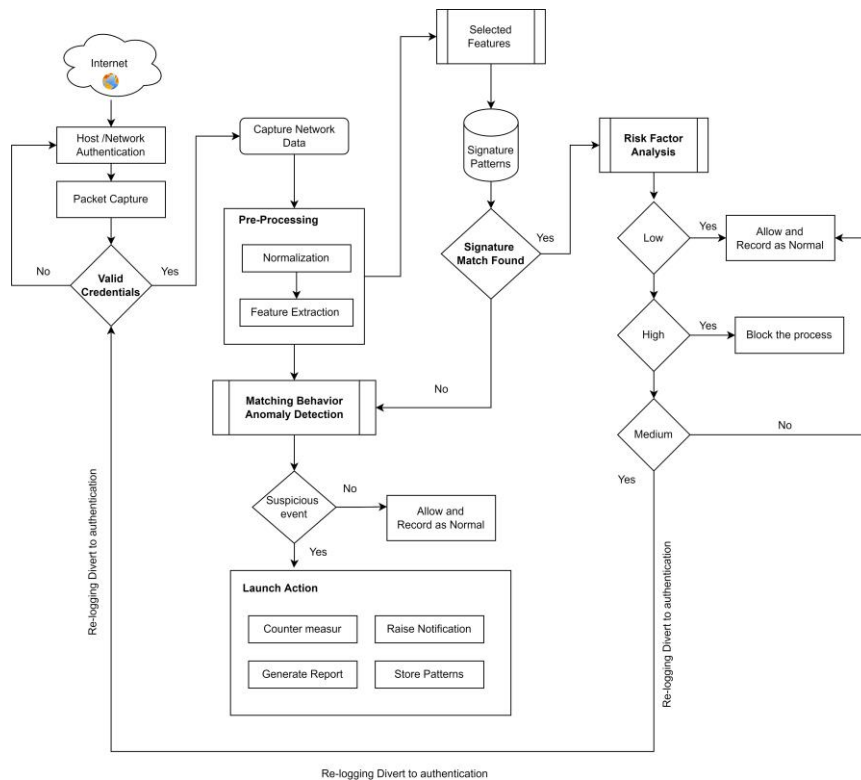 Internet
Host /Network
Authentication
Packet Capture
No
Valid
Credentials
Yes
Capture Network
Data
Pre-Processing
Normalization
Feature Extraction
Selected
Features
Signature
Patterns
Signature
Match Found
Yes
No
Risk Factor
Analysis
Low
Yes
Allow and
Record as Normal
High
Yes
Block the process
Medium
No
Yes
Matching Behavior
Anomaly Detection
Suspicious
event
No
Allow and
Record as Normal
Yes
Launch Action
Counter measur
Raise Notification
Generate Report
Store Patterns
Re-logging Divert to authentication
Re-logging Divert to authentication
Re-logging Divert to authentication